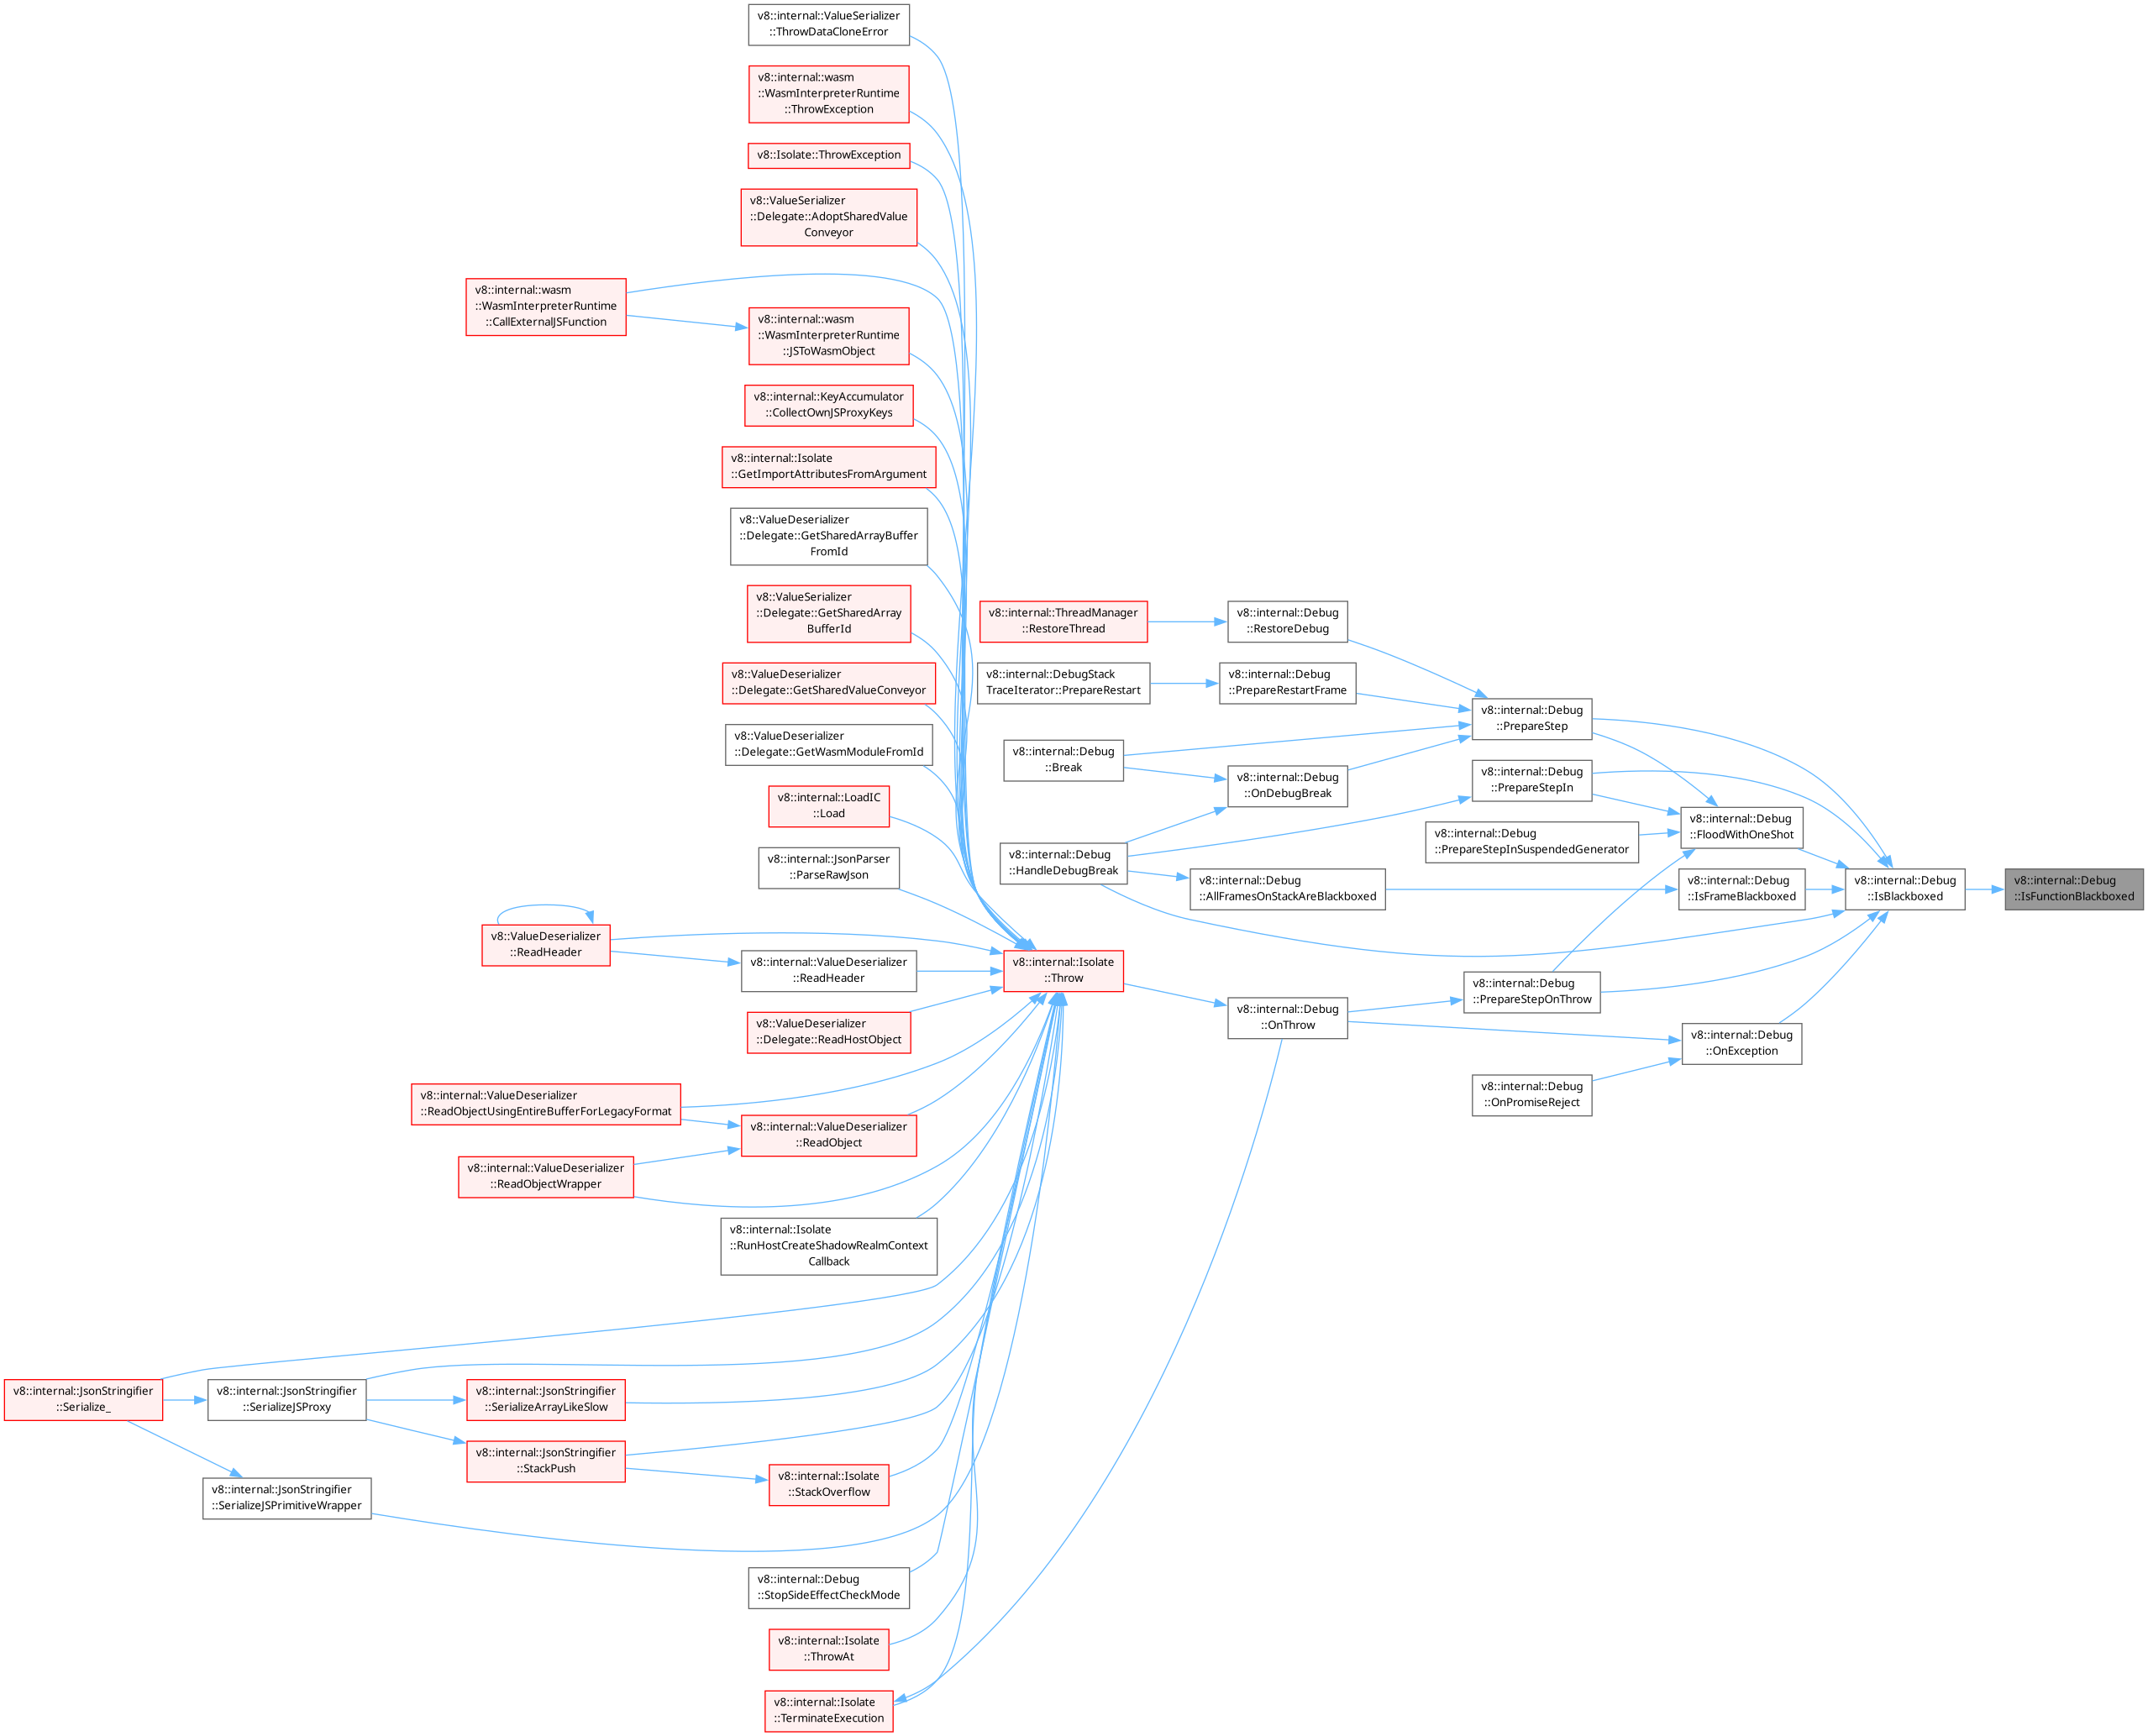 v8::internal::ValueSerializer
::ThrowDataCloneError
v8::internal::wasm
::WasmInterpreterRuntime
::ThrowException
v8::Isolate::ThrowException
v8::ValueSerializer
::Delegate::AdoptSharedValue
Conveyor
v8::internal::wasm
::WasmInterpreterRuntime
::CallExternalJSFunction
v8::internal::wasm
::WasmInterpreterRuntime
::JSToWasmObject
v8::internal::KeyAccumulator
::CollectOwnJSProxyKeys
v8::internal::Isolate
::GetImportAttributesFromArgument
v8::ValueDeserializer
::Delegate::GetSharedArrayBuffer
FromId
v8::ValueSerializer
::Delegate::GetSharedArray
BufferId
v8::internal::ThreadManager
::RestoreThread
v8::internal::Debug
::RestoreDebug
v8::ValueDeserializer
::Delegate::GetSharedValueConveyor
v8::internal::DebugStack
TraceIterator::PrepareRestart
v8::internal::Debug
::PrepareRestartFrame
v8::internal::Debug
::PrepareStep
v8::ValueDeserializer
::Delegate::GetWasmModuleFromId
v8::internal::Debug
::Break
v8::internal::Debug
::OnDebugBreak
v8::internal::Debug
::PrepareStepIn
v8::internal::LoadIC
::Load
v8::internal::Debug
::FloodWithOneShot
v8::internal::Debug
::PrepareStepInSuspendedGenerator
v8::internal::JsonParser
::ParseRawJson
v8::internal::Debug
::HandleDebugBreak
v8::internal::Debug
::AllFramesOnStackAreBlackboxed
v8::internal::Debug
::IsFrameBlackboxed
v8::internal::Debug
::IsBlackboxed
v8::internal::Debug
::IsFunctionBlackboxed
v8::ValueDeserializer
::ReadHeader
v8::internal::ValueDeserializer
::ReadHeader
v8::internal::Isolate
::Throw
v8::internal::Debug
::PrepareStepOnThrow
v8::internal::Debug
::OnThrow
v8::ValueDeserializer
::Delegate::ReadHostObject
v8::internal::Debug
::OnException
v8::internal::Debug
::OnPromiseReject
v8::internal::ValueDeserializer
::ReadObjectUsingEntireBufferForLegacyFormat
v8::internal::ValueDeserializer
::ReadObject
v8::internal::ValueDeserializer
::ReadObjectWrapper
v8::internal::Isolate
::RunHostCreateShadowRealmContext
Callback
v8::internal::JsonStringifier
::Serialize_
v8::internal::JsonStringifier
::SerializeJSProxy
v8::internal::JsonStringifier
::SerializeArrayLikeSlow
v8::internal::JsonStringifier
::StackPush
v8::internal::Isolate
::StackOverflow
v8::internal::JsonStringifier
::SerializeJSPrimitiveWrapper
v8::internal::Debug
::StopSideEffectCheckMode
v8::internal::Isolate
::ThrowAt
v8::internal::Isolate
::TerminateExecution